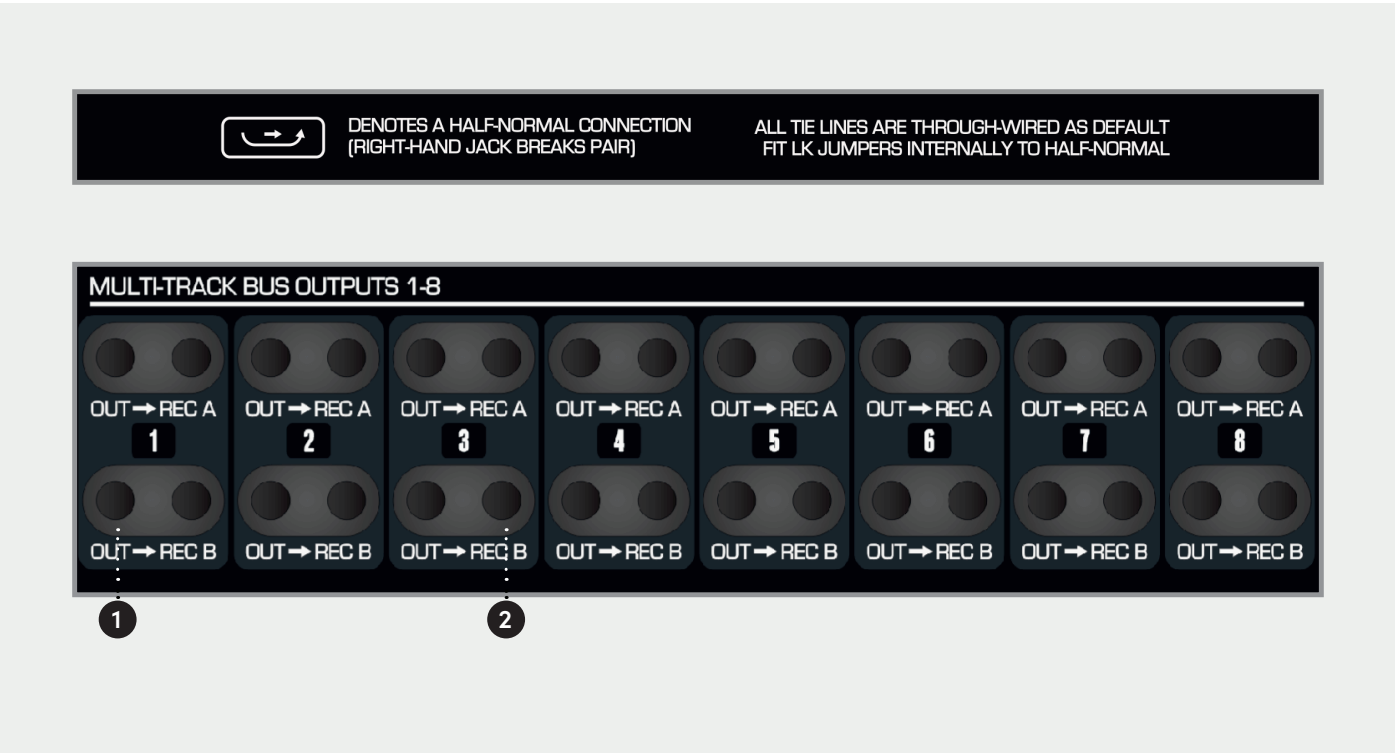 DENOTES A HALF-NORMAL CONNECTION
(RIGHT-HAND JACK BREAKS PAIR)
ALL TIE LINES ARE THROUGH-WIRED AS DEFAULT
FIT LK JUMPERS INTERNALLY TO HALF-NORMAL
MULTI-TRACK BUS OUTPUTS 1-8
OUT→REC A OUT→REC A OUT→REC A OUT→REC A OUT→REC A OUT→REC A OUT→REC A OUT→REC A
1 2 3 4 5 6 7 8
OUT→REC B OUT→REC B OUT→REC B OUT→REC B OUT→REC B OUT→REC B OUT→REC B OUT→REC B
1 2